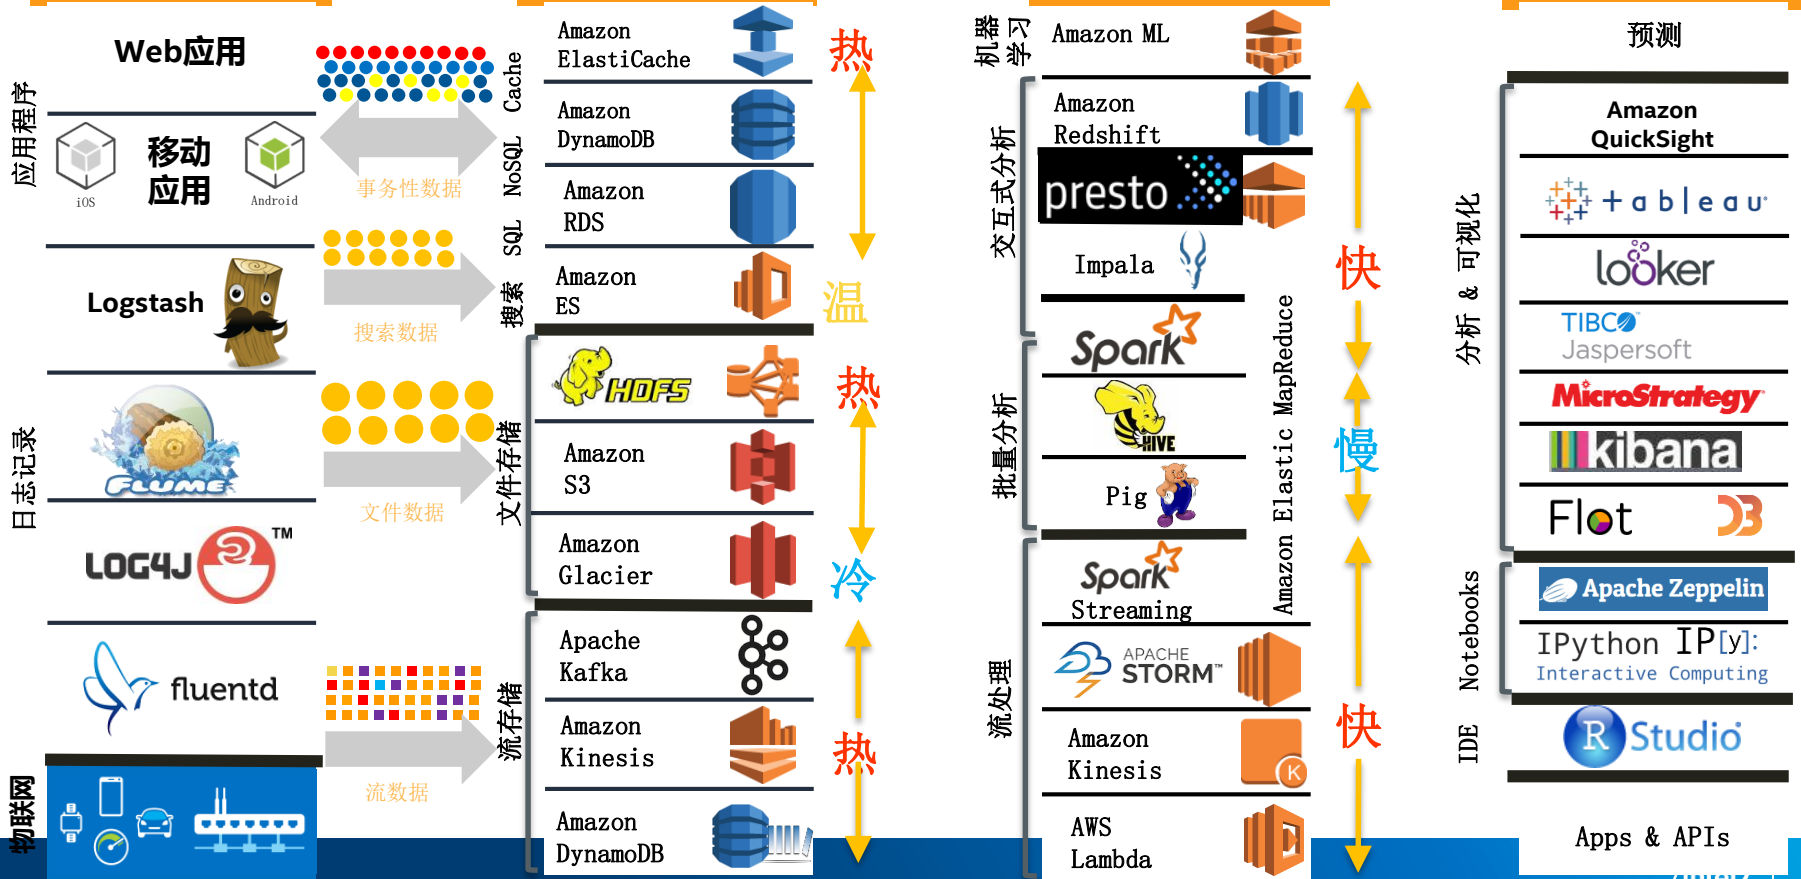 应用程序
Web应用
iOS
移动
应用
Android
日志记录
Logstash
FLUME
LOG4J TM
fluentd
物联网
事务性数据
搜索数据
文件数据
流数据
Cache
NoSQL
SQL
搜索
Amazon
ElastiCache
Amazon
DynamoDB
Amazon
RDS
Amazon
ES
文件存储
HDFS
Amazon
S3
Amazon
Glacier
流存储
Apache
Kafka
Amazon
Kinesis
Amazon
DynamoDB
热
温
热
冷
热
机器
学习
Amazon ML
交互式分析
Amazon
Redshift
presto
Impala
批量分析
Spark
HIVE
Pig
流处理
Spark
Streaming
APACHE
STORM™
Amazon
Kinesis
K
AWS
Lambda
Amazon Elastic MapReduce
快
慢
快
预测
分析 & 可视化
Amazon
QuickSight
+ableau
looker
TIBCO™
Jaspersoft
MicroStrategy
kibana
Flot
D3
Notebooks
Apache Zeppelin
IPython IP[y]:
Interactive Computing
IDE
R Studio
Apps & APIs